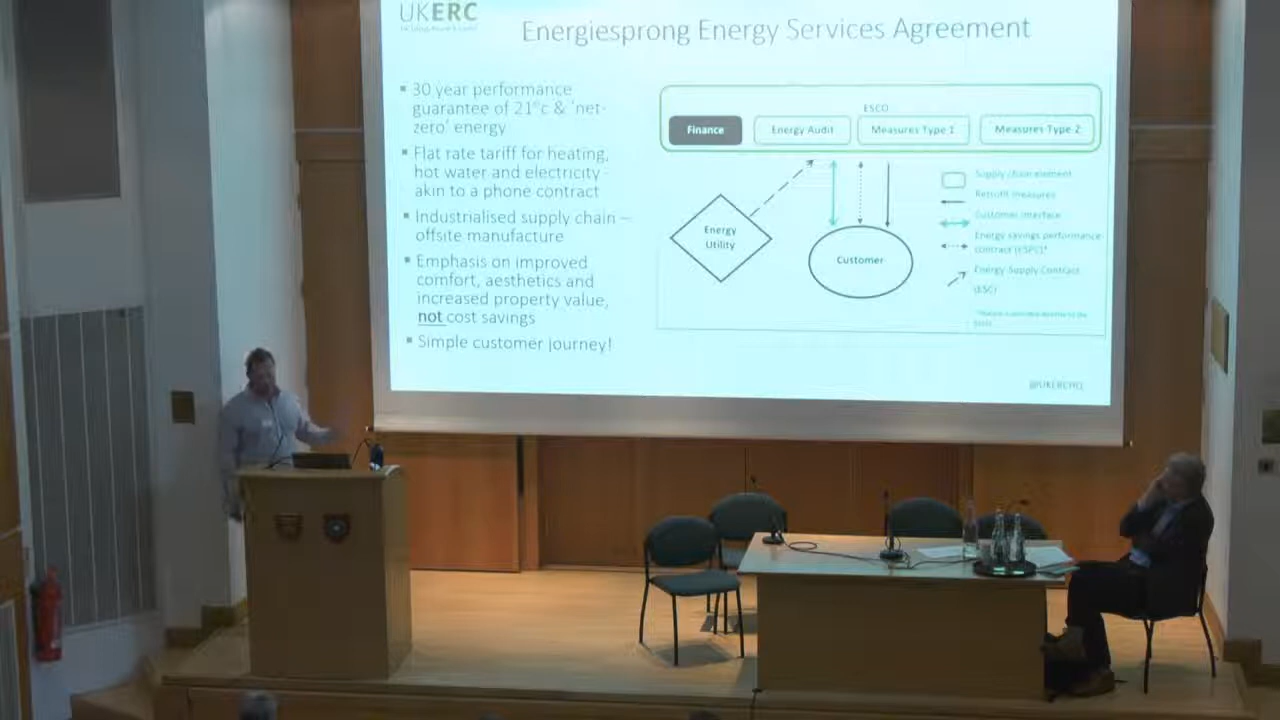 UKERC
Energiesprong Energy Services Agreement
▪ 30 year performance
guarantee of 21°c & 'net-
zero' energy
▪ Flat rate tariff for heating,
hot water and electricity -
akin to a phone contract
▪ Industrialised supply chain –
offsite manufacture
▪ Emphasis on improved
comfort, aesthetics and
increased property value,
not cost savings
▪ Simple customer journey!
ESCO
Finance
Energy Audit
Measures Type 1
Measures Type 2
Energy
Utility
Customer
Supply chain element
Retrofit measures
Customer interface
Energy savings performance
contract (ESPC)*
Energy Supply Contract
(ESC)
@UKERCHQ